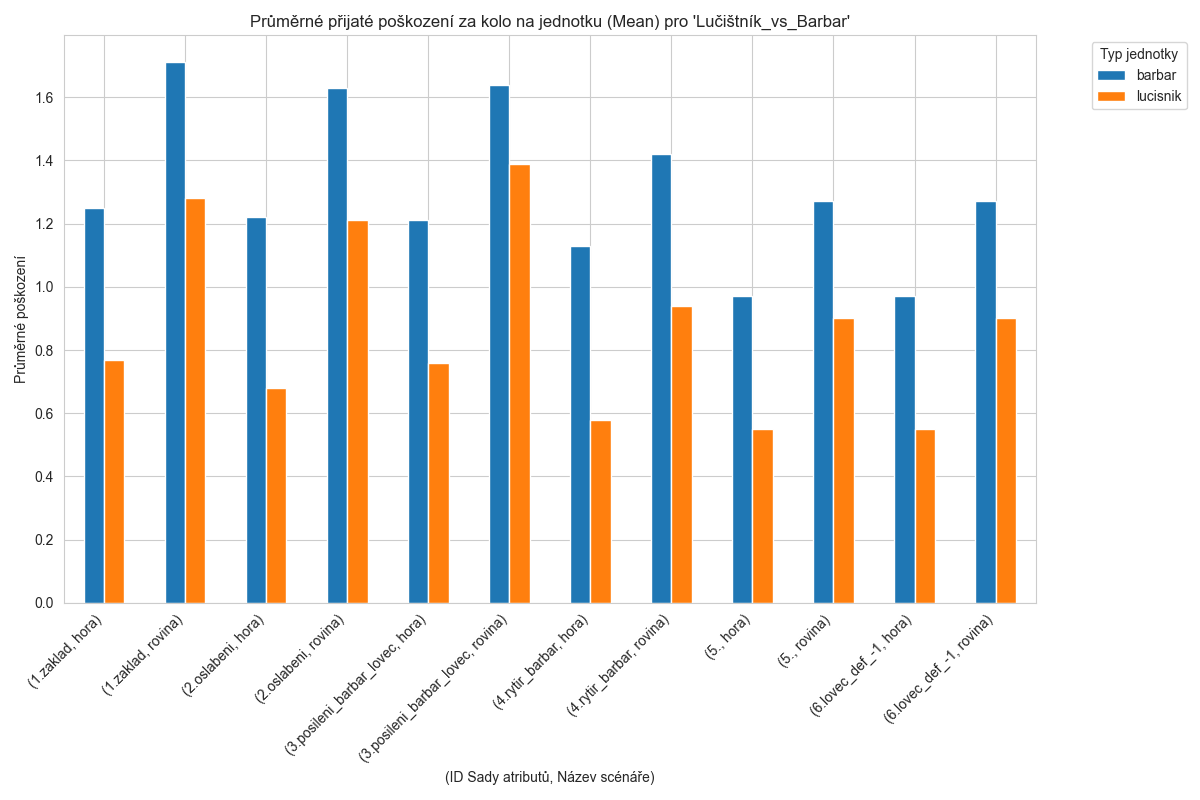 Průměrné přijaté poškození za kolo na jednotku (Mean) pro 'Lučištník_vs_Barbar'
Typ jednotky
barbar
lucisnik
Průměrné poškození
1.6
1.4
1.2
1.0
0.8
0.6
0.4
0.2
0.0
(1.zaklad, hora)
(1.zaklad, rovina)
(2.oslabeni, hora)
(2.oslabeni, rovina)
(3.posileni_barbar_lovec, hora)
(3.posileni_barbar_lovec, rovina)
(4.rytir_barbar, hora)
(4.rytir_barbar, rovina)
(5., hora)
(5., rovina)
(6.lovec_def_-1, hora)
(6.lovec_def_-1, rovina)
(ID Sady atributů, Název scénáře)